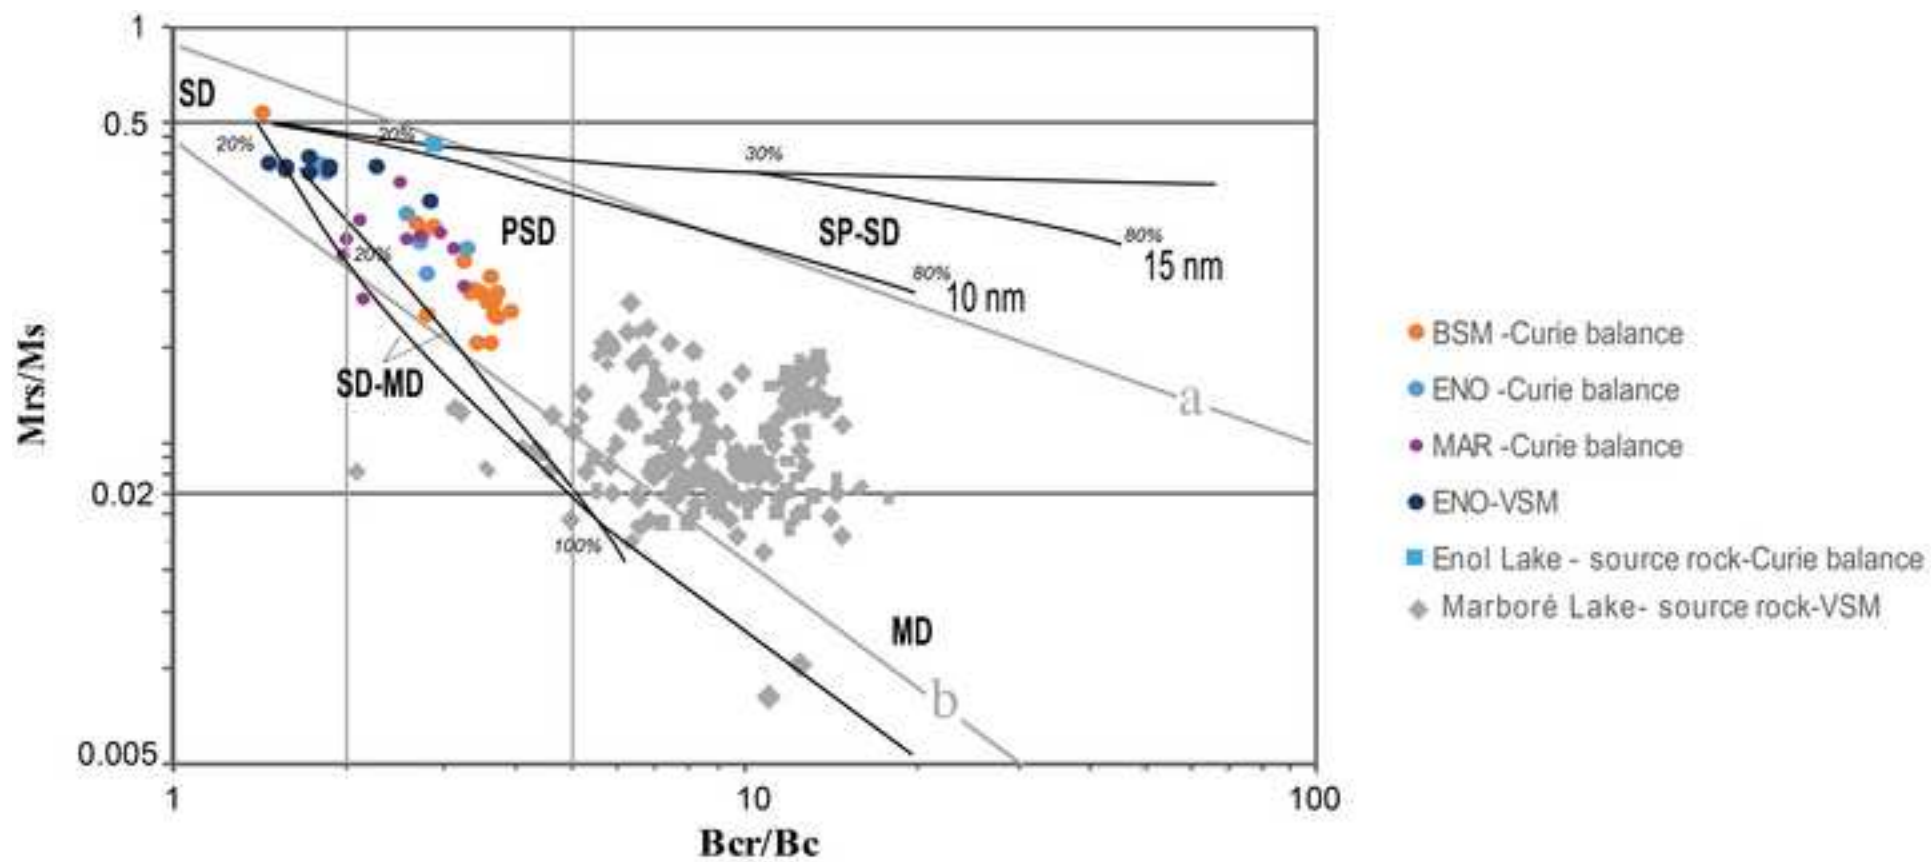 1
SD
0.5
20%
20%
30%
PSD
SP-SD
80%
15 nm
20%
80%
10 nm
SD-MD
a
Mrs/Ms
0.02
100%
MD
b
0.005
1
10
100
Bcr/Bc
BSM -Curie balance
ENO -Curie balance
MAR -Curie balance
ENO-VSM
Enol Lake - source rock-Curie balance
Marboré Lake- source rock-VSM